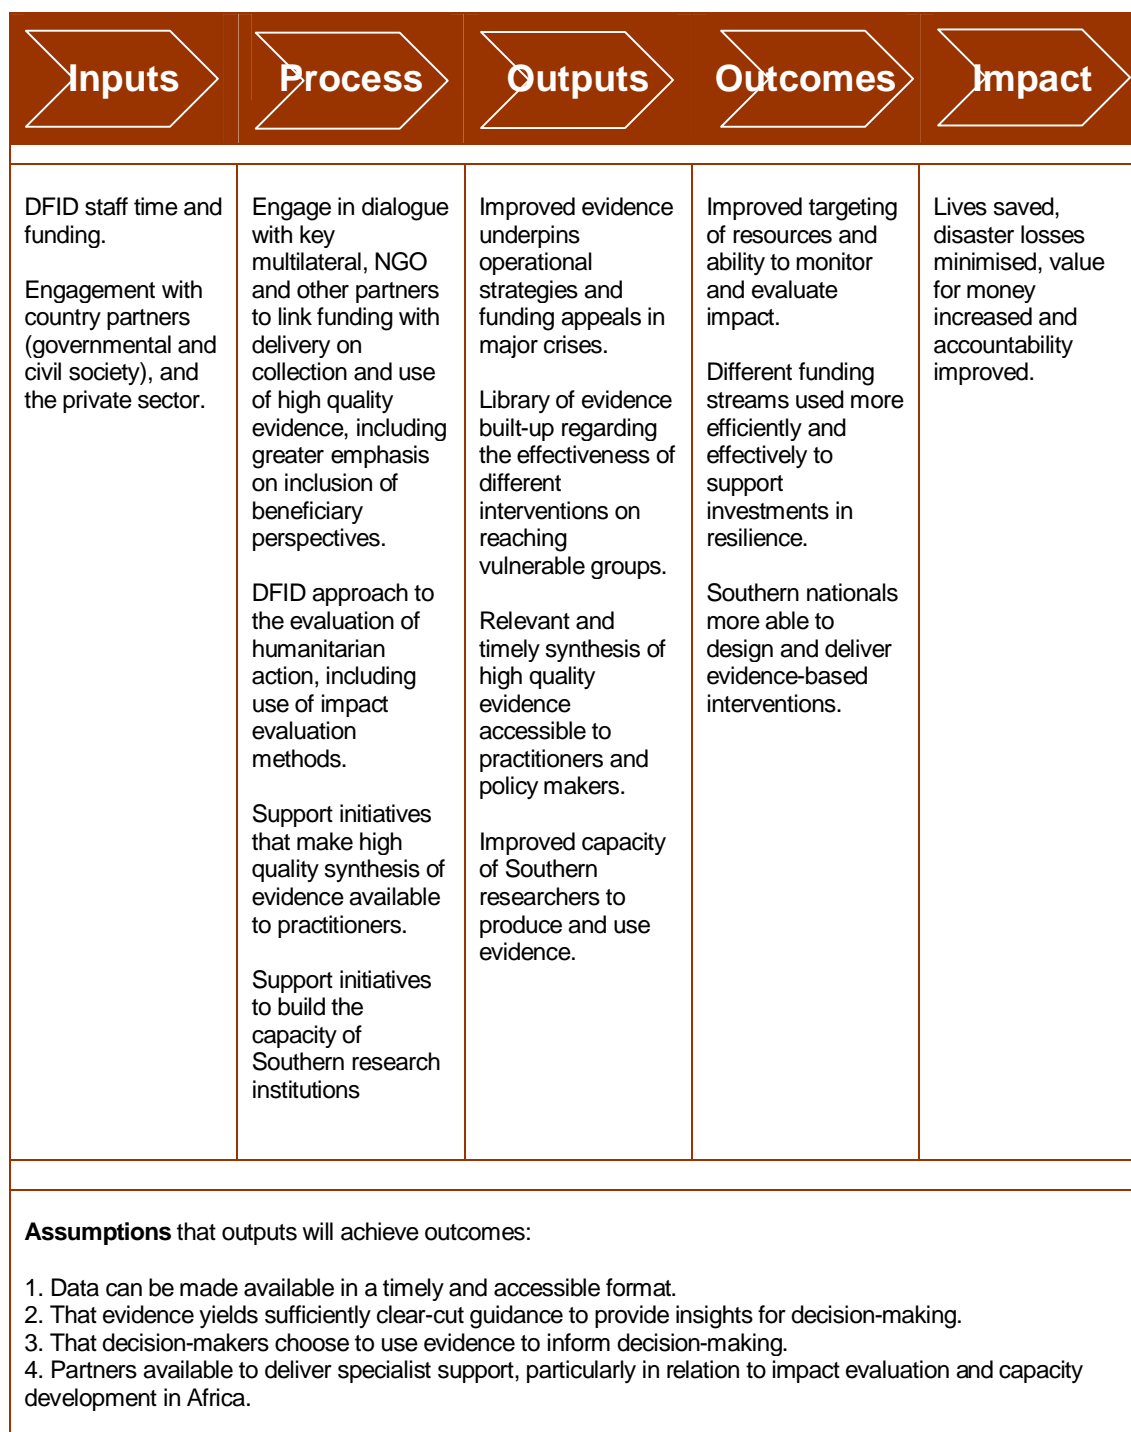 Inputs
Process
Outputs
Outcomes
Impact
DFID staff time and
funding.
Engagement with
country partners
(governmental and
civil society), and
the private sector.
Engage in dialogue
with key
multilateral, NGO
and other partners
to link funding with
delivery on
collection and use
of high quality
evidence, including
greater emphasis
on inclusion of
beneficiary
perspectives.
DFID approach to
the evaluation of
humanitarian
action, including
use of impact
evaluation
methods.
Support initiatives
that make high
quality synthesis of
evidence available
to practitioners.
Support initiatives
to build the
capacity of
Southern research
institutions
Improved evidence
underpins
operational
strategies and
funding appeals in
major crises.
Library of evidence
built-up regarding
the effectiveness of
different
interventions on
reaching
vulnerable groups.
Relevant and
timely synthesis of
high quality
evidence
accessible to
practitioners and
policy makers.
Improved capacity
of Southern
researchers to
produce and use
evidence.
Improved targeting
of resources and
ability to monitor
and evaluate
impact.
Different funding
streams used more
efficiently and
effectively to
support
investments in
resilience.
Southern nationals
more able to
design and deliver
evidence-based
interventions.
Lives saved,
disaster losses
minimised, value
for money
increased and
accountability
improved.
Assumptions that outputs will achieve outcomes:
1. Data can be made available in a timely and accessible format.
2. That evidence yields sufficiently clear-cut guidance to provide insights for decision-making.
3. That decision-makers choose to use evidence to inform decision-making.
4. Partners available to deliver specialist support, particularly in relation to impact evaluation and capacity
development in Africa.